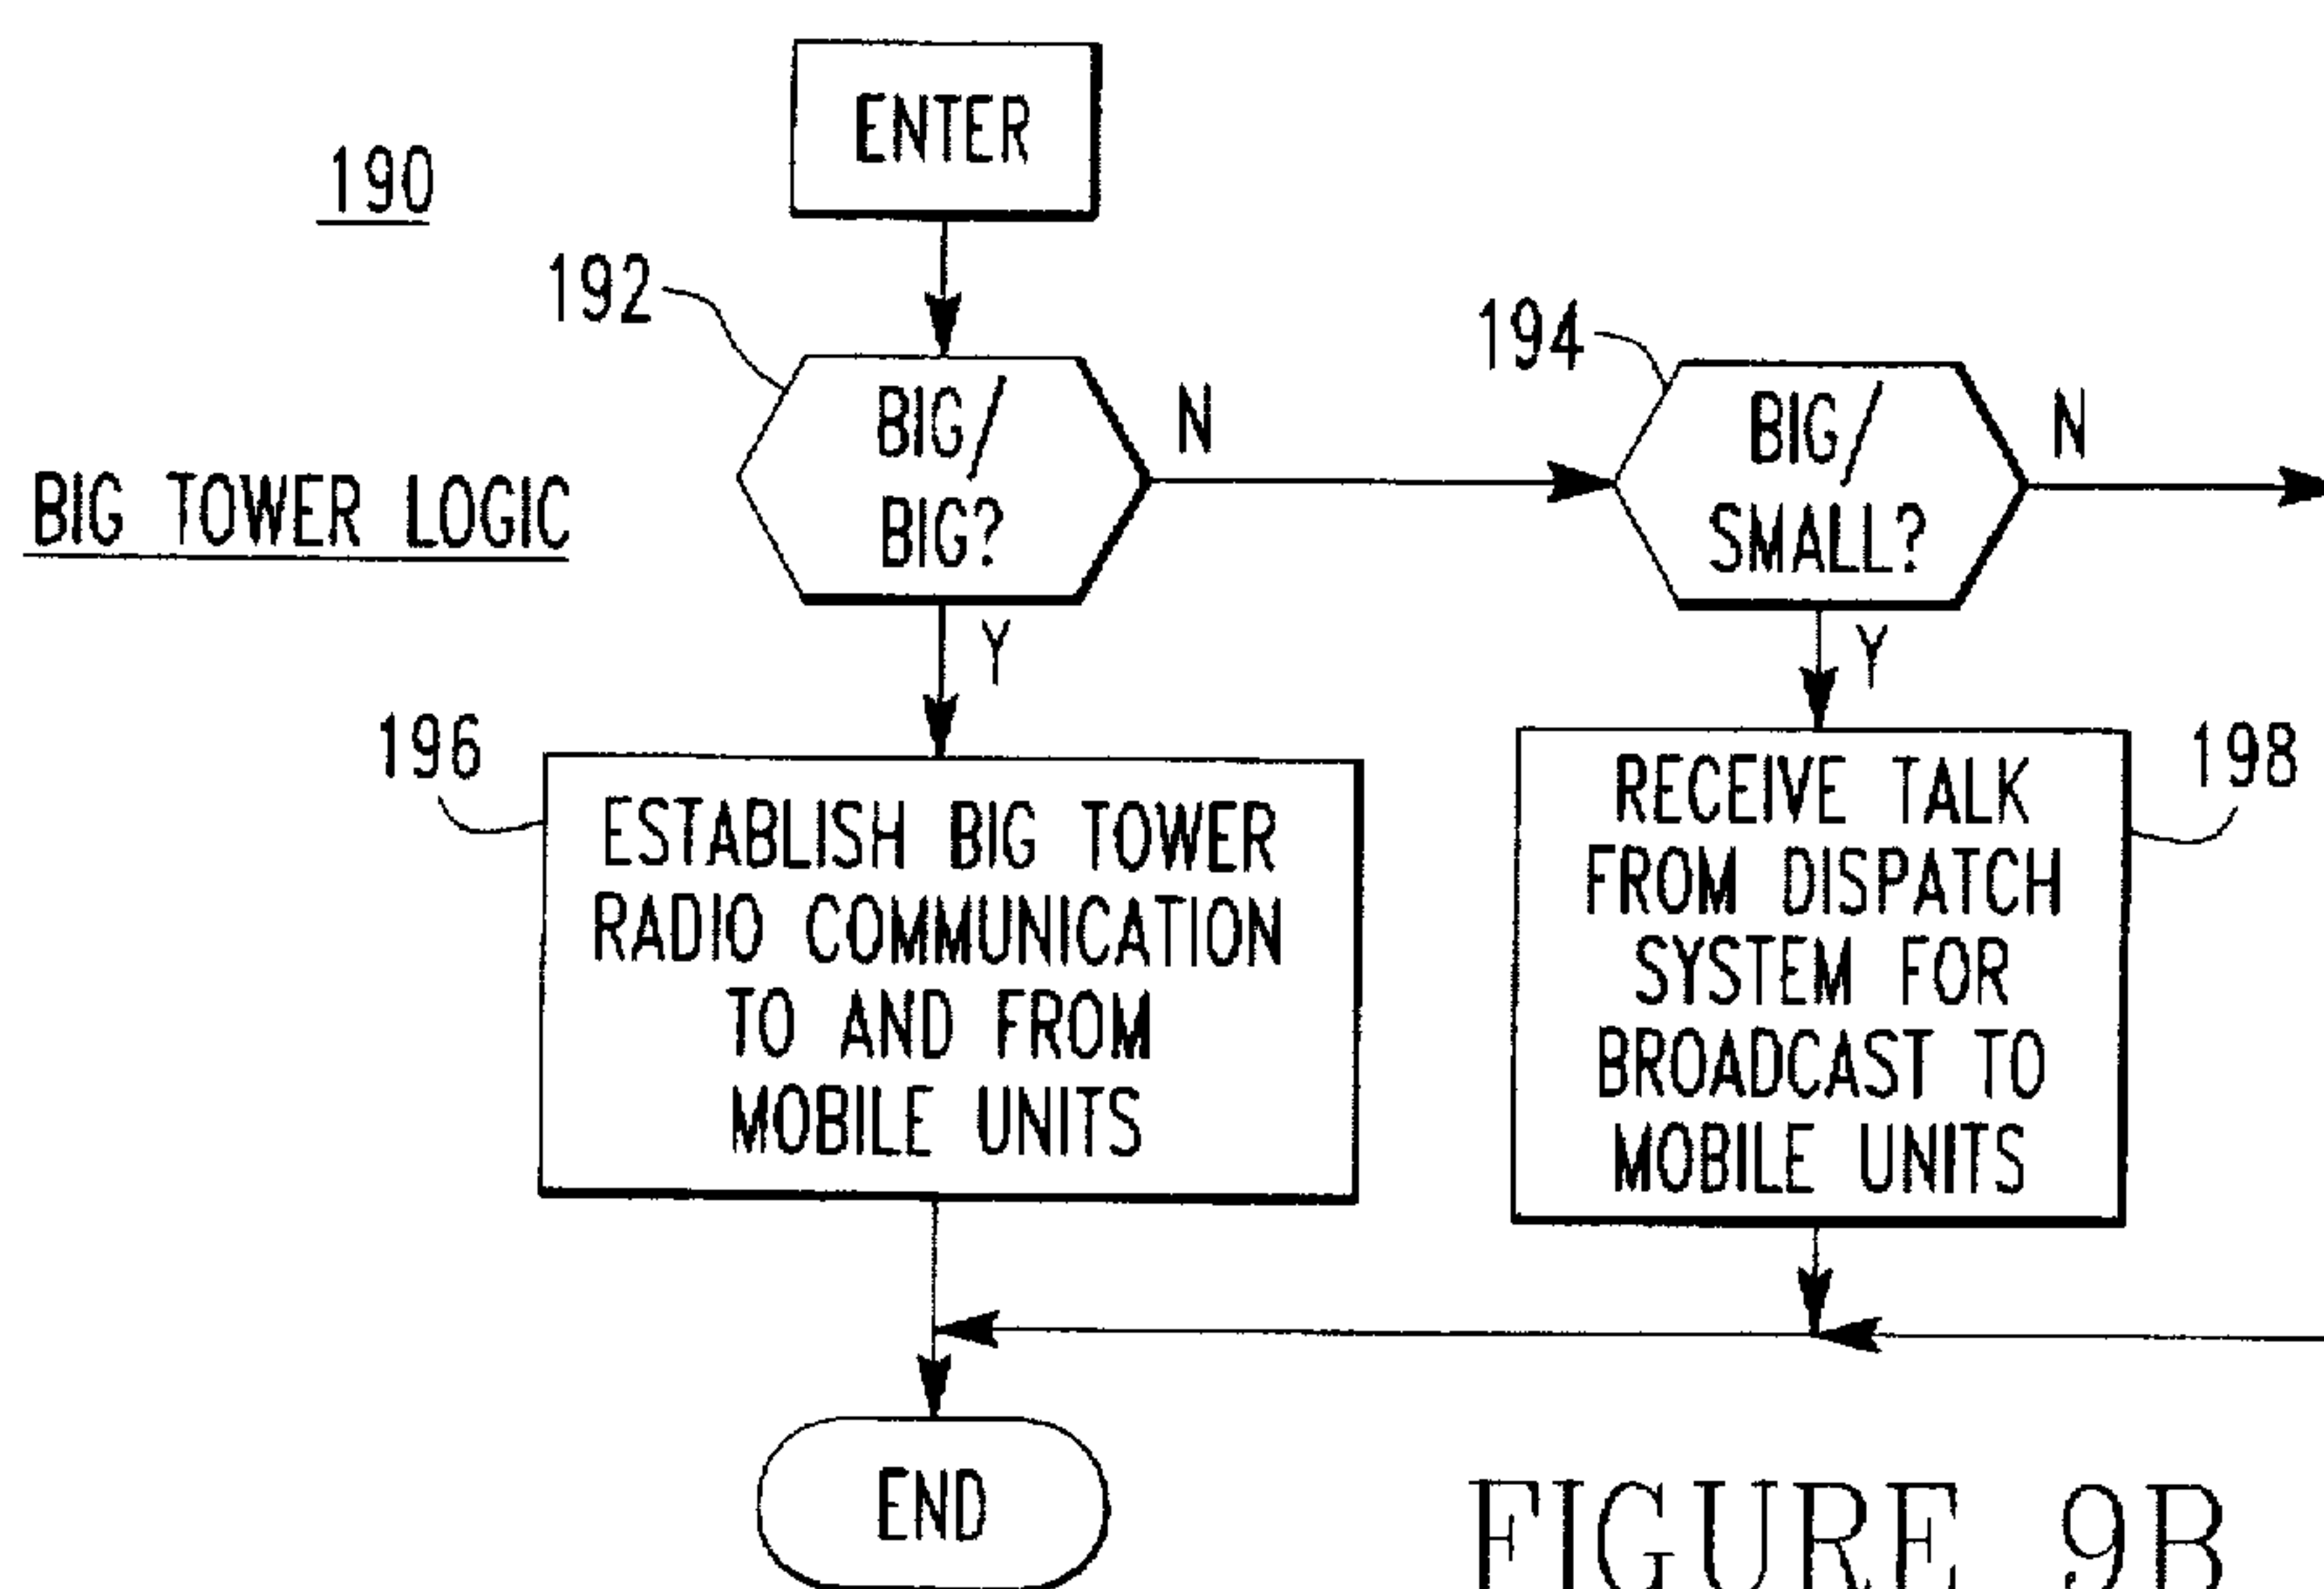 ENTER
190
192
194
BIG/
BIG?
N
BIG/
SMALL?
N
BIG TOWER LOGIC
Y
Y
196
ESTABLISH BIG TOWER
RADIO COMMUNICATION
TO AND FROM
MOBILE UNITS
198
RECEIVE TALK
FROM DISPATCH
SYSTEM FOR
BROADCAST TO
MOBILE UNITS
END
FIGURE 9B